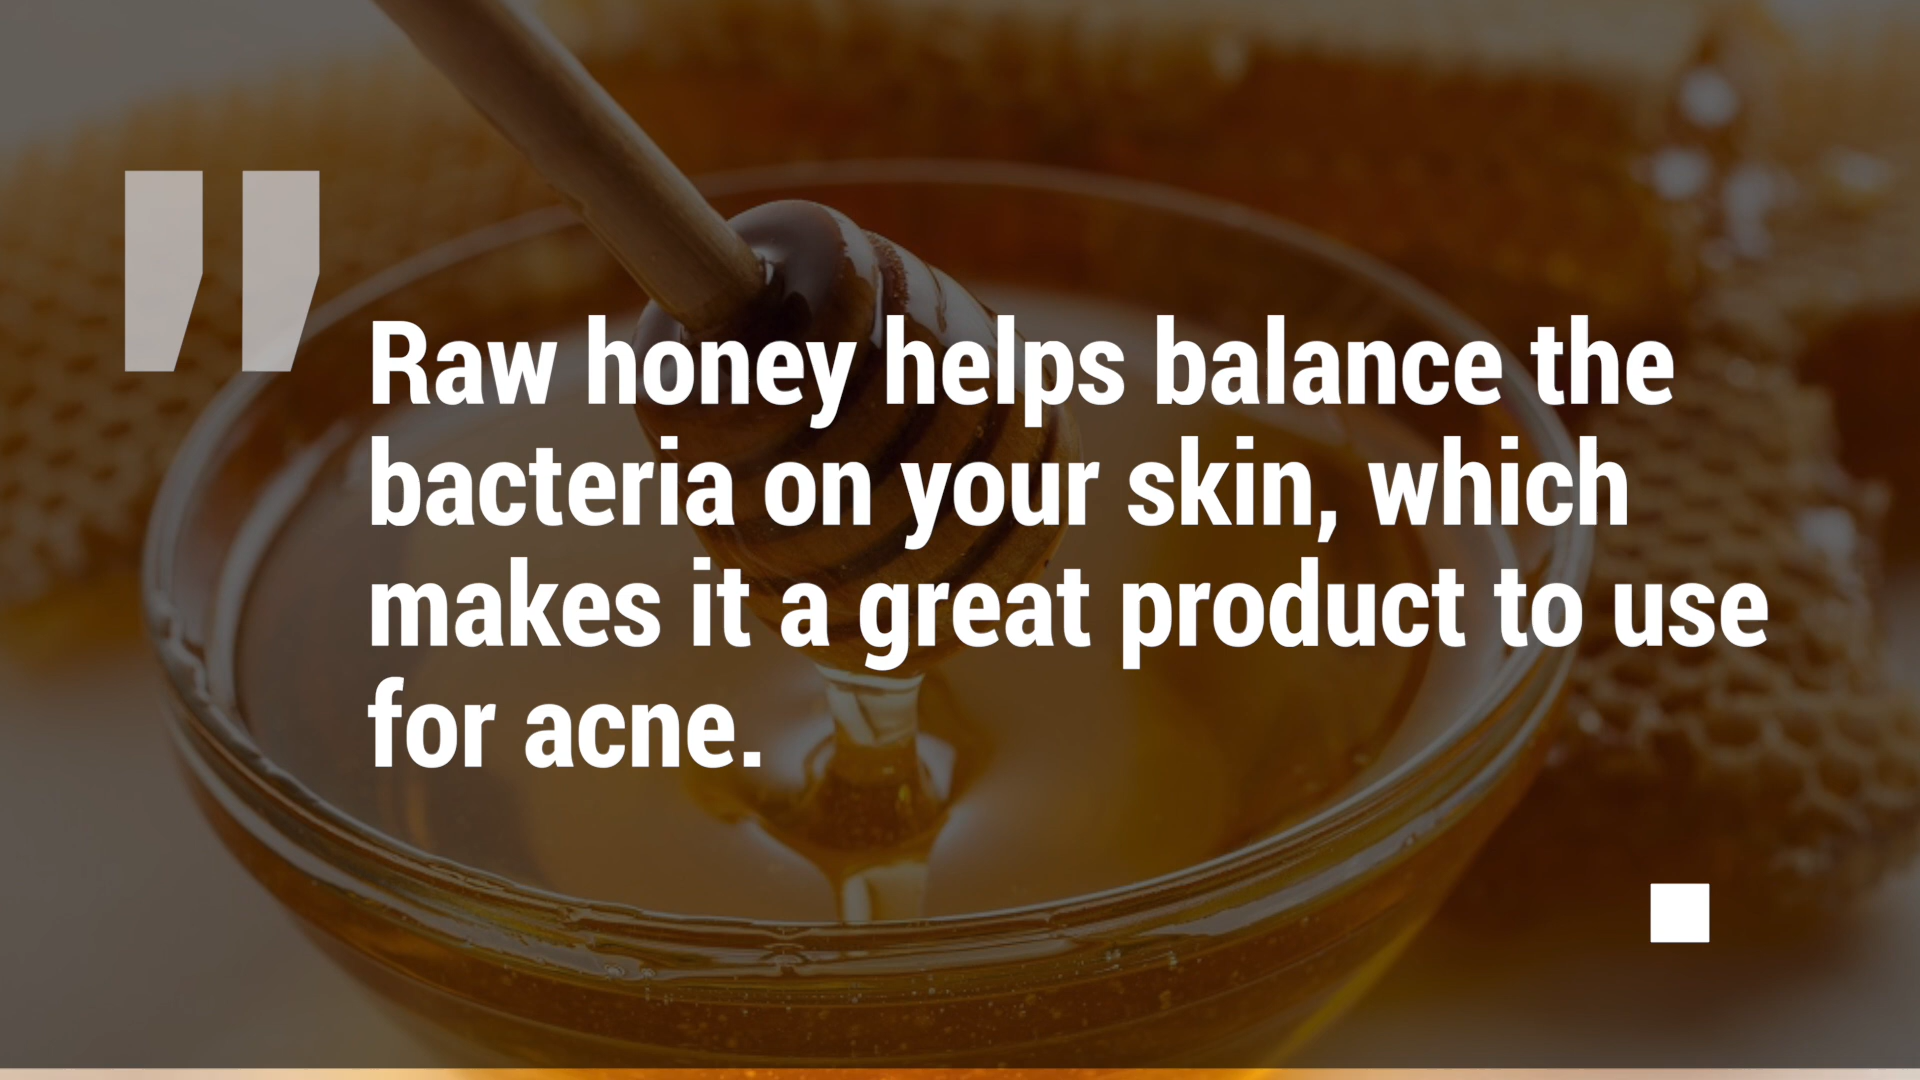 "
Raw honey helps balance the
bacteria on your skin, which
makes it a great product to use
for acne.